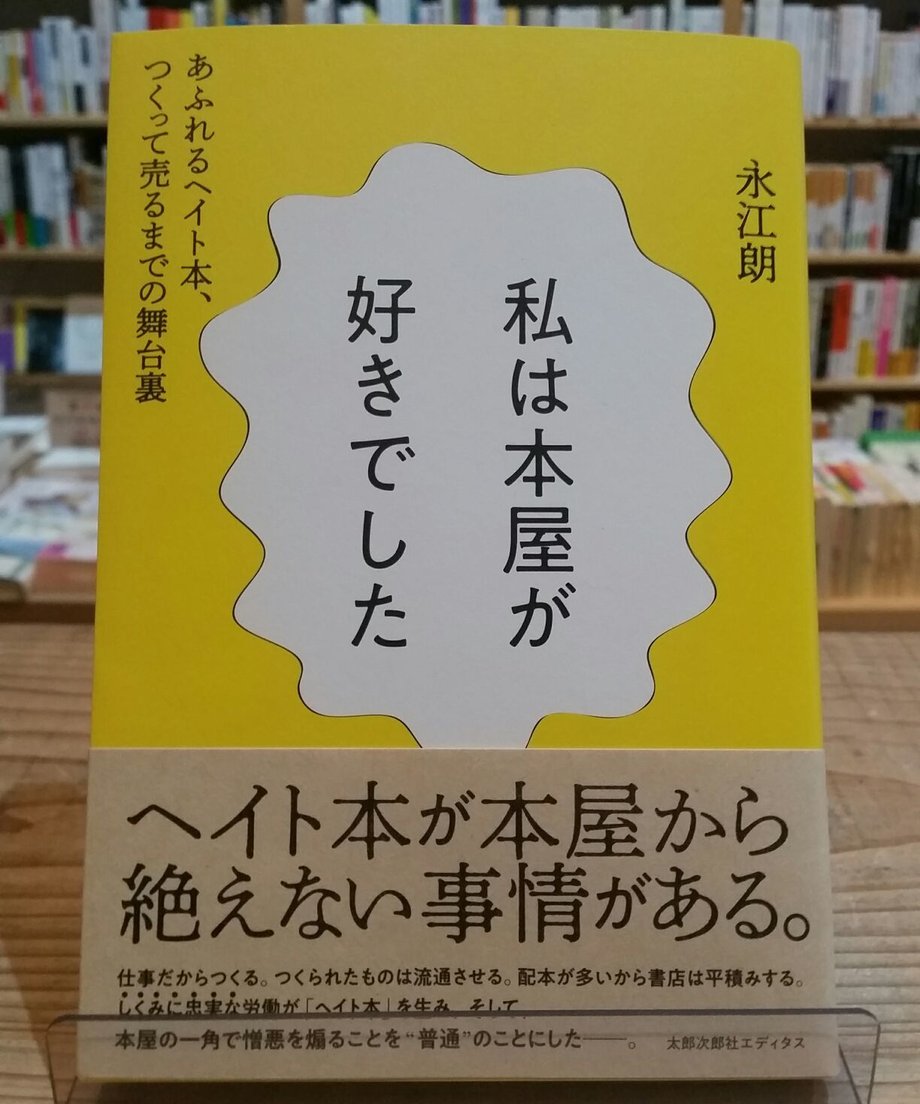 永江朗
私は本屋が
好きでした
あふれるヘイト本、
つくって売るまでの舞台裏
ヘイト本が本屋から
絶えない事情がある。
仕事だからつくる。つくられたものは流通させる。配本が多いから書店は平積みする。
しくみに忠実な労働が「ヘイト本」を生み、そして、
本屋の一角で憎悪を煽ることを“普通”のことにした——。
太郎次郎社エディタス